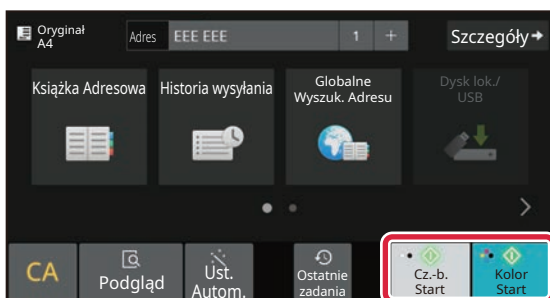 Oryginał
A4
Adres EEE EEE 1 +
Szczegóły
Książka Adresowa
Historia wysyłania
Globalne
Wyszuk. Adresu
Dysk lok./
USB
CA
Podgląd
Ust.
Autom.
Ostatnie
zadania
Cz.-b.
Start
Kolor
Start